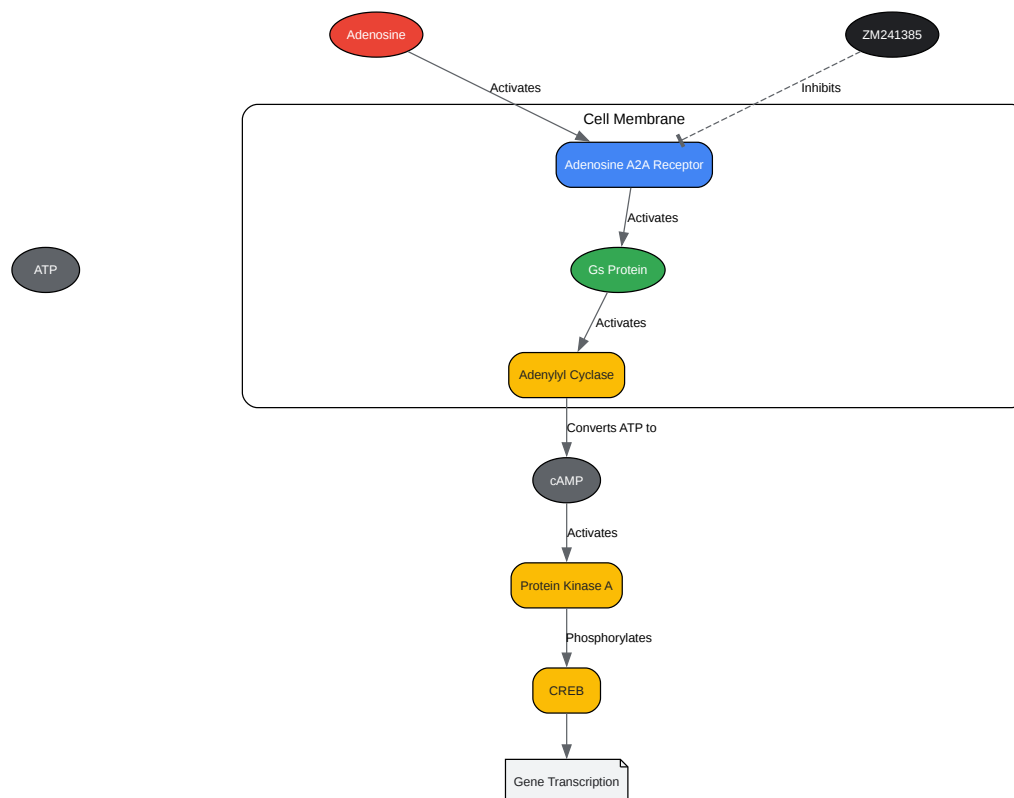 Adenosine
ZM241385
Activates
Inhibits
Cell Membrane
Adenosine A2A Receptor
Activates
ATP
Gs Protein
Activates
Adenylyl Cyclase
Converts ATP to
cAMP
Activates
Protein Kinase A
Phosphorylates
CREB
Gene Transcription